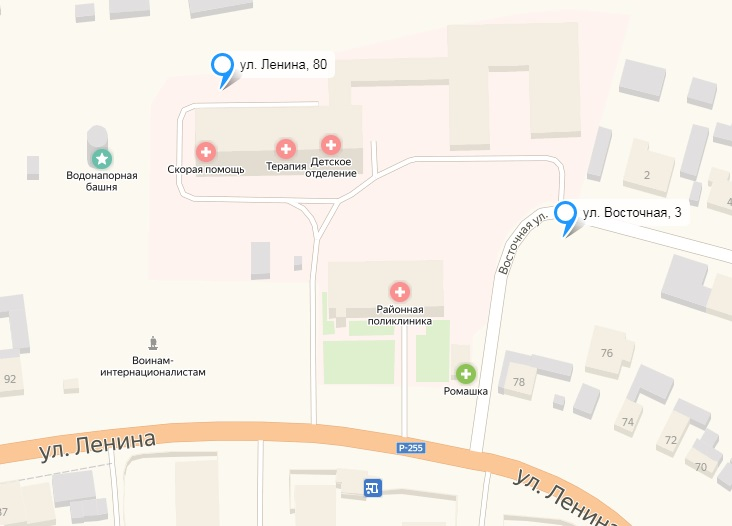 ул. Ленина, 80
Скорая помощь
Терапия
Детское
отделение
Водонапорная
башня
2
ул. Восточная, 3
Восточная ул.
Районная
поликлиника
Воинам-
интернационалистам
92
Ромашка
76
78
74
72
70
ул. Ленина
Р-255
ул. Ленина
37